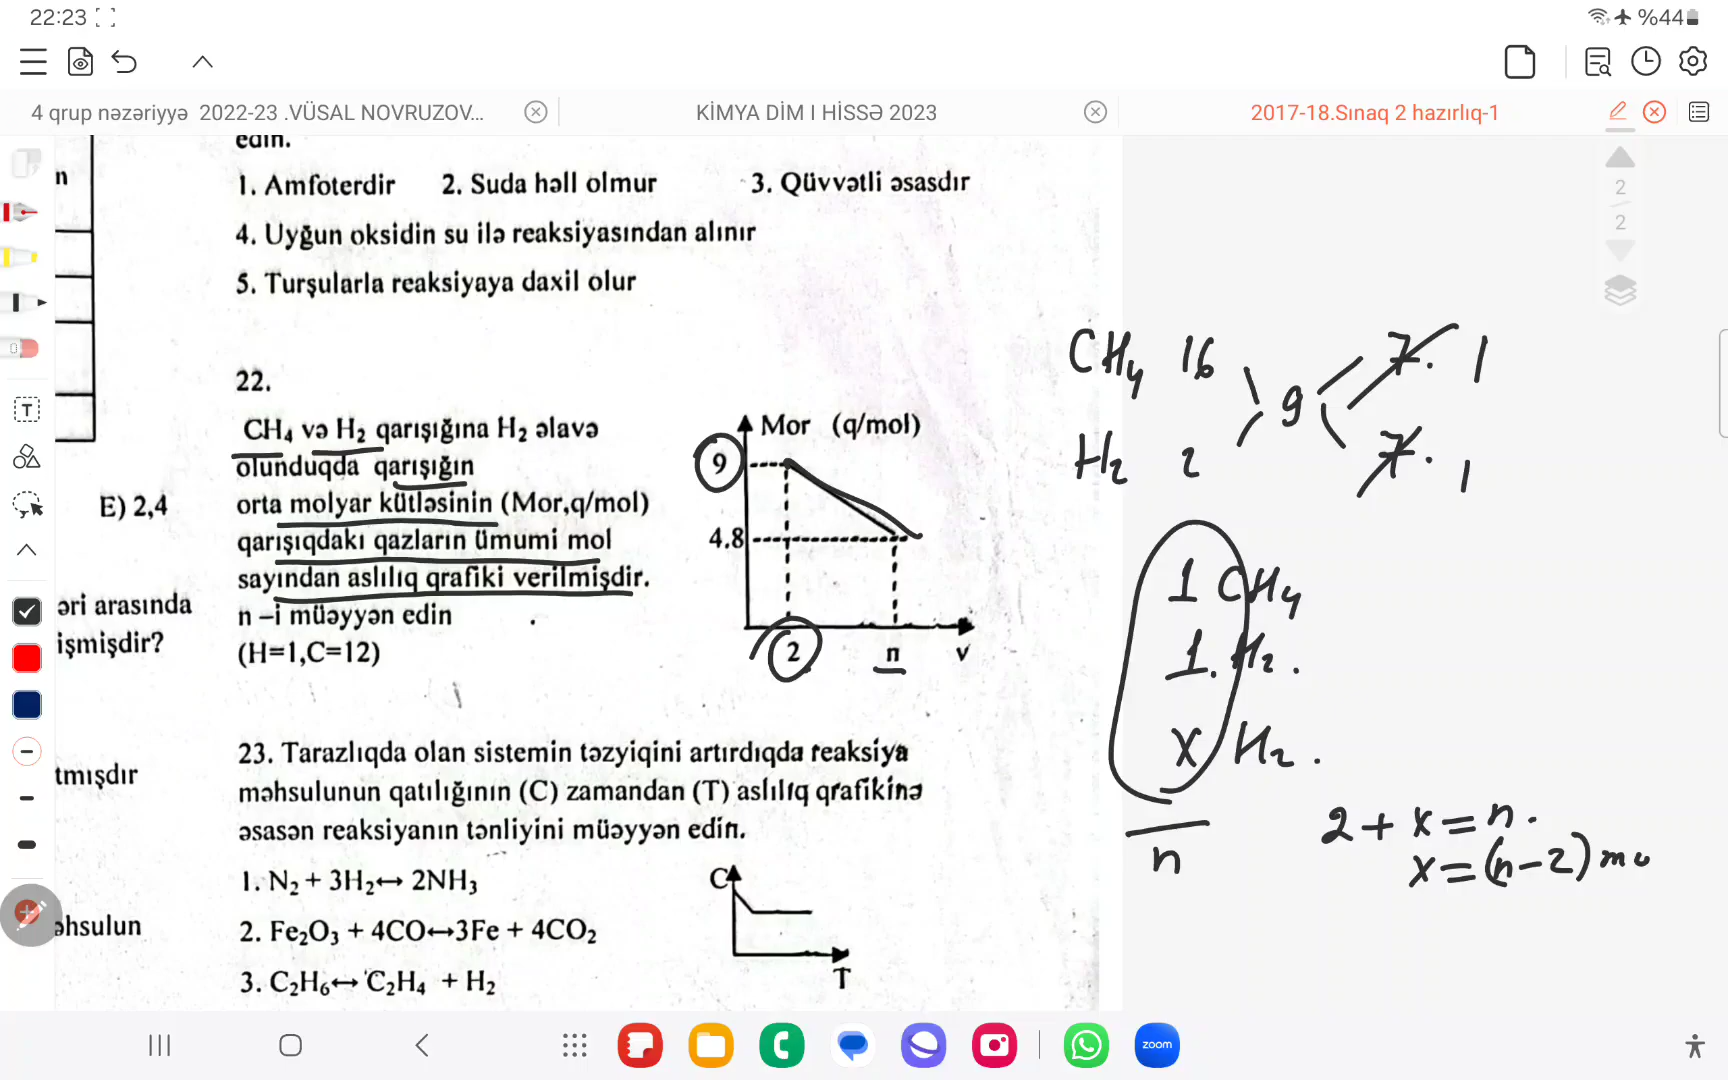 22:23
%44
4 qrup nəzəriyyə 2022-23 .VÜSAL NOVRUZOV...
KİMYA DİM I HİSSƏ 2023
2017-18.Sınaq 2 hazırlıq-1
2
2
n
E) 2,4
əri arasında
işmişdir?
tmışdır
əhsulun
edin.
1. Amfoterdir 2. Suda həll olmur 3. Qüvvətli əsasdır
4. Uyğun oksidin su ilə reaksiyasından alınır
5. Turşularla reaksiyaya daxil olur
22.
CH₄ və H₂ qarışığına H₂ əlavə
olunduqda qarışığın
orta molyar kütləsinin (Mor,q/mol)
qarışıqdakı qazların ümumi mol
sayından aslılıq qrafiki verilmişdir.
n –i müəyyən edin
(H=1,C=12)
Mor (q/mol)
9
4.8
2 n v
23. Tarazlıqda olan sistemin təzyiqini artırdıqda reaksiya
məhsulunun qatılığının (C) zamandan (T) aslılıq qrafikinə
əsasən reaksiyanın tənliyini müəyyən edin.
1. N₂ + 3H₂↔ 2NH₃
2. Fe₂O₃ + 4CO↔3Fe + 4CO₂
3. C₂H₆↔ C₂H₄ + H₂
C
T
CH₄ 16 7. 1
9
H₂ 2 7. 1
1 CH₄
1. H₂.
x H₂.
n
2 + x = n.
x = (n-2) mo
zoom